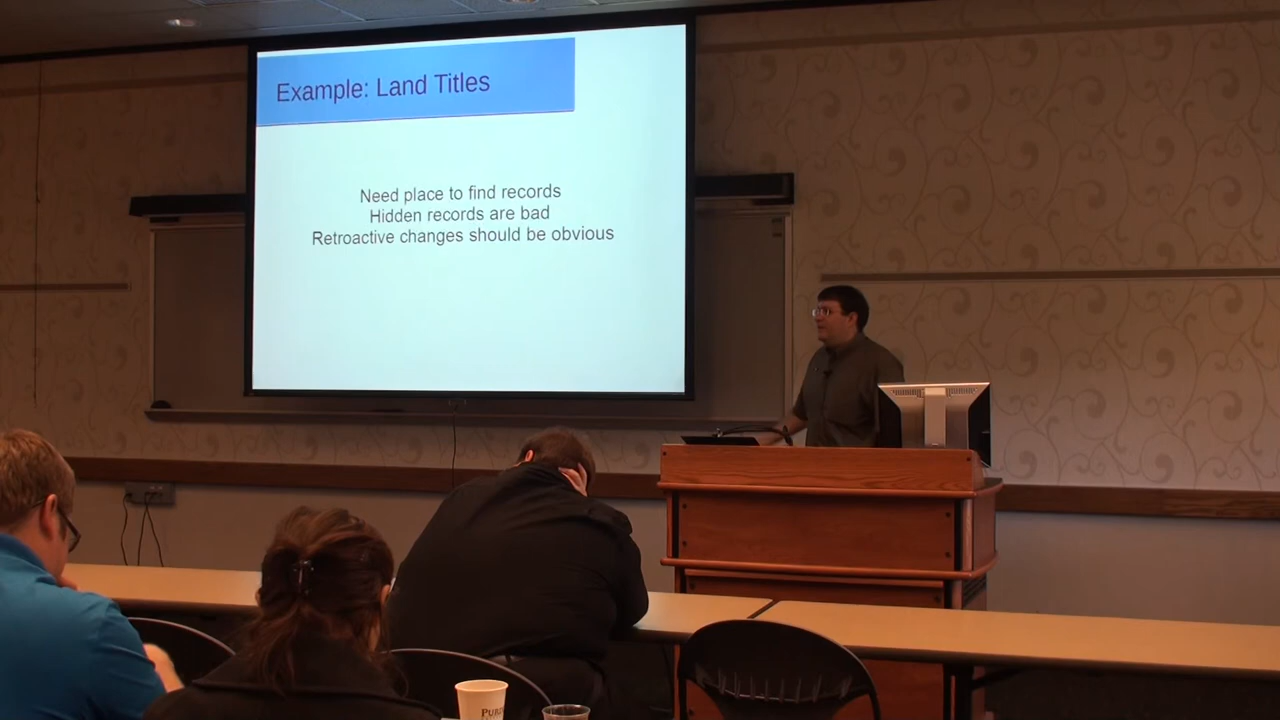 Example: Land Titles
Need place to find records
Hidden records are bad
Retroactive changes should be obvious